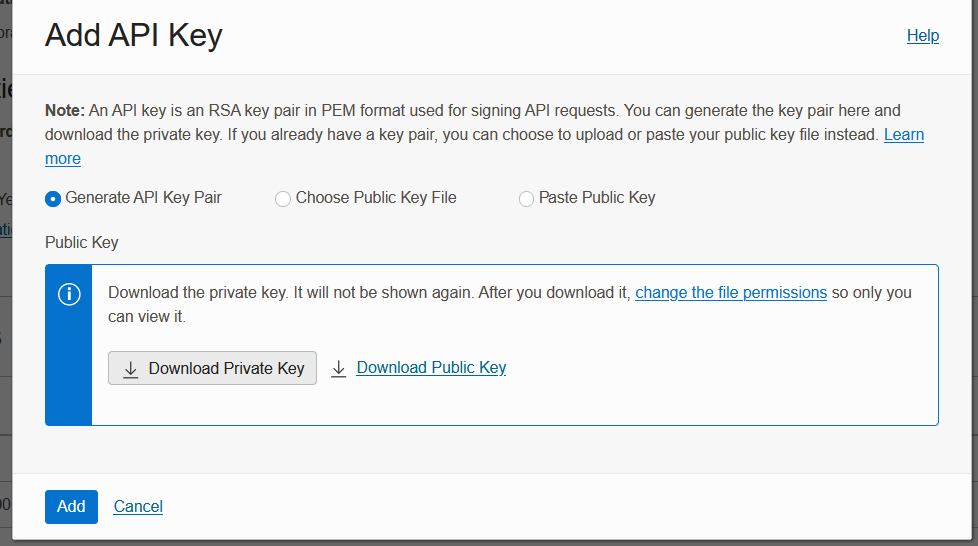 Add API Key
Help
Note: An API key is an RSA key pair in PEM format used for signing API requests. You can generate the key pair here and
download the private key. If you already have a key pair, you can choose to upload or paste your public key file instead. Learn
more
Generate API Key Pair
Choose Public Key File
Paste Public Key
Public Key
Download the private key. It will not be shown again. After you download it, change the file permissions so only you
can view it.
Download Private Key
Download Public Key
Add
Cancel